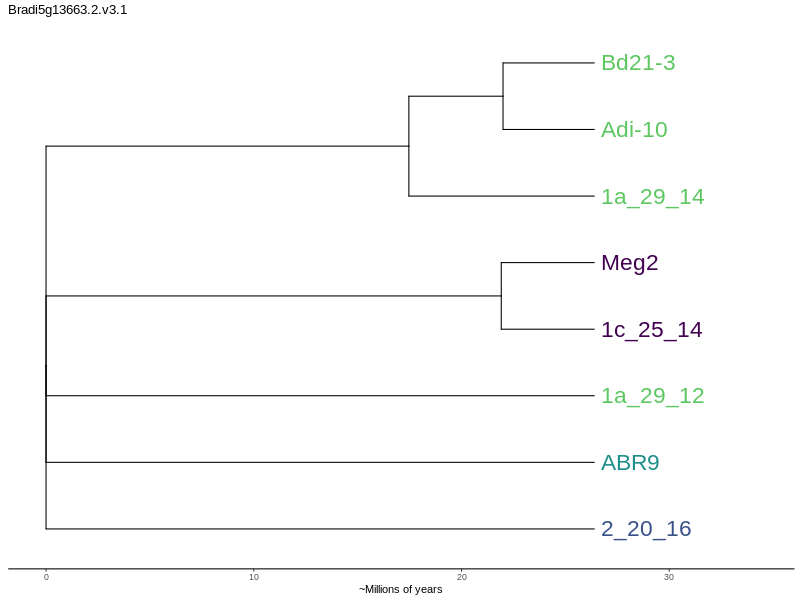 Bradi5g13663.2.v3.1
Bd21-3
Adi-10
1a_29_14
Meg2
1c_25_14
1a_29_12
ABR9
2_20_16
0 10 20 30
~Millions of years